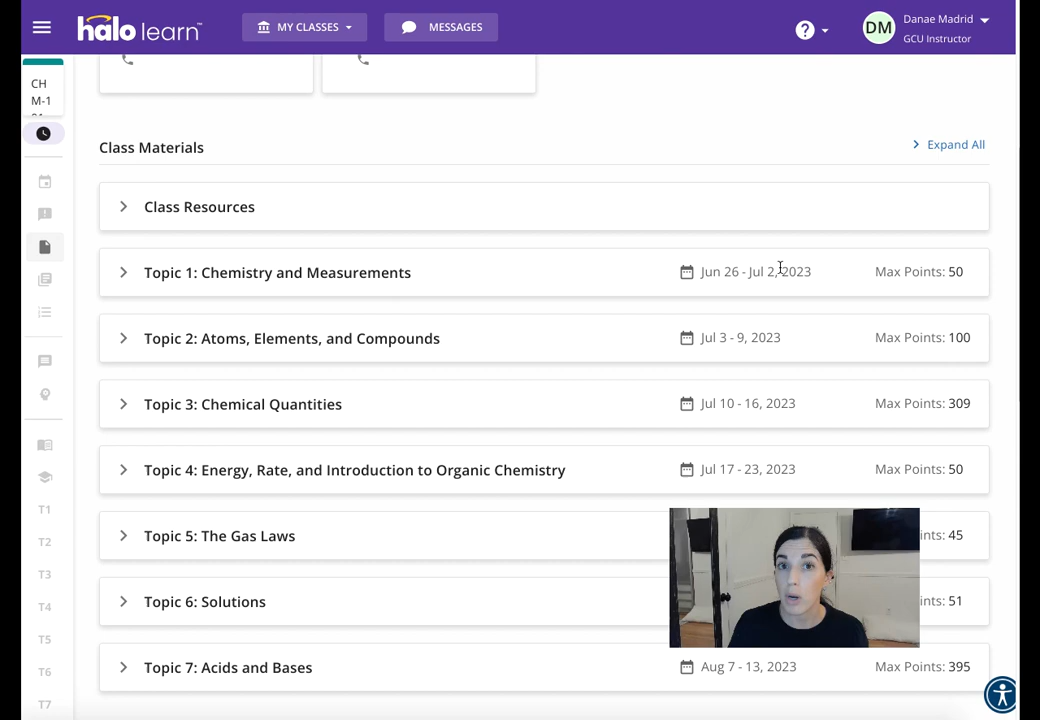 halo learn
MY CLASSES
MESSAGES
?
DM
Danae Madrid
GCU Instructor
CH
M-1
Class Materials
Expand All
Class Resources
Topic 1: Chemistry and Measurements
Jun 26 - Jul 2, 2023
Max Points: 50
Topic 2: Atoms, Elements, and Compounds
Jul 3 - 9, 2023
Max Points: 100
Topic 3: Chemical Quantities
Jul 10 - 16, 2023
Max Points: 309
Topic 4: Energy, Rate, and Introduction to Organic Chemistry
Jul 17 - 23, 2023
Max Points: 50
Topic 5: The Gas Laws
ints: 45
Topic 6: Solutions
ints: 51
Topic 7: Acids and Bases
Aug 7 - 13, 2023
Max Points: 395
T1
T2
T3
T4
T5
T6
T7